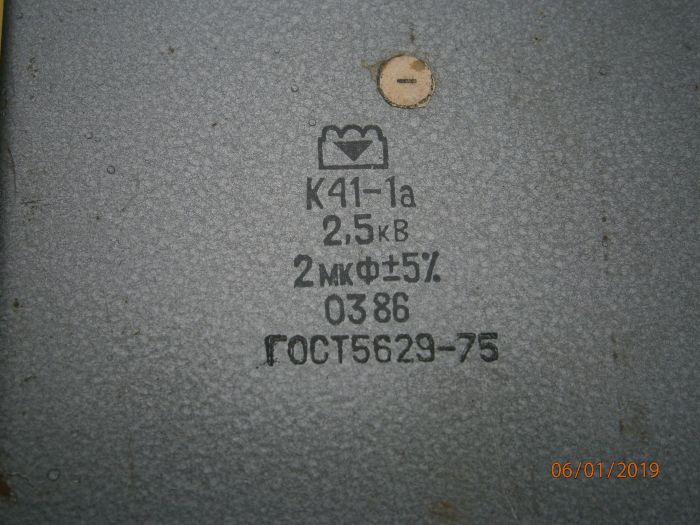 –
К41-1а
2,5кВ
2мкФ±5%
0386
ГОСТ5629-75
06/01/2019